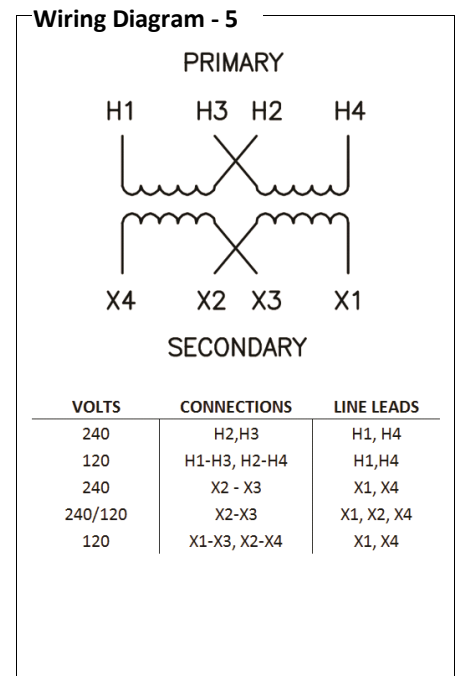 Wiring Diagram - 5
PRIMARY
H1 H3 H2 H4
X4 X2 X3 X1
SECONDARY
VOLTS CONNECTIONS LINE LEADS
240 H2,H3 H1, H4
120 H1-H3, H2-H4 H1,H4
240 X2 - X3 X1, X4
240/120 X2-X3 X1, X2, X4
120 X1-X3, X2-X4 X1, X4